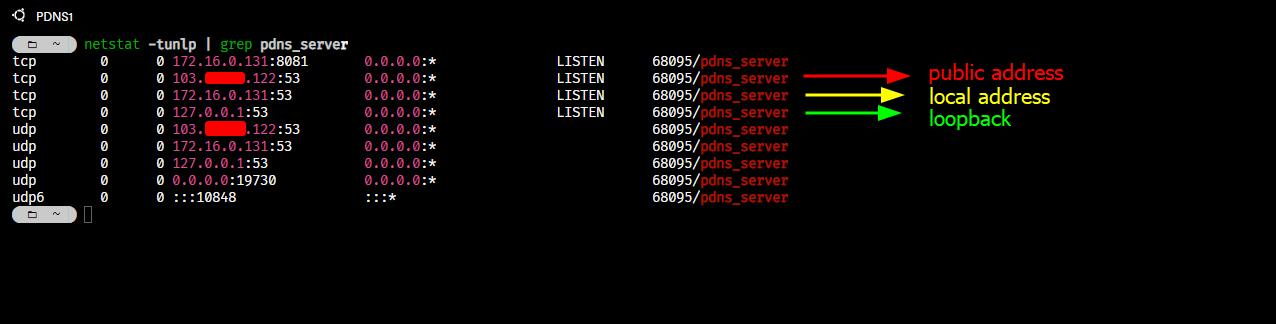 PDNS1
~ netstat -tunlp | grep pdns_server
tcp 0 0 172.16.0.131:8081 0.0.0.0:* LISTEN 68095/pdns_server
tcp 0 0 103. .122:53 0.0.0.0:* LISTEN 68095/pdns_server public address
tcp 0 0 172.16.0.131:53 0.0.0.0:* LISTEN 68095/pdns_server local address
tcp 0 0 127.0.0.1:53 0.0.0.0:* LISTEN 68095/pdns_server loopback
udp 0 0 103. .122:53 0.0.0.0:* 68095/pdns_server
udp 0 0 172.16.0.131:53 0.0.0.0:* 68095/pdns_server
udp 0 0 127.0.0.1:53 0.0.0.0:* 68095/pdns_server
udp 0 0 0.0.0.0:19730 0.0.0.0:* 68095/pdns_server
udp6 0 0 :::10848 :::* 68095/pdns_server
~